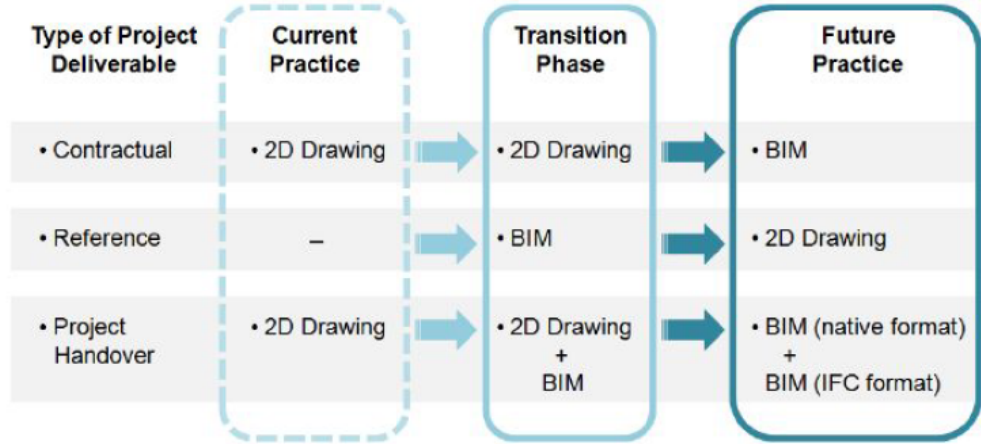 Type of Project Deliverable Current Practice Transition Phase Future Practice
• Contractual • 2D Drawing • 2D Drawing • BIM
• Reference – • BIM • 2D Drawing
• Project Handover • 2D Drawing • 2D Drawing + BIM • BIM (native format) + BIM (IFC format)